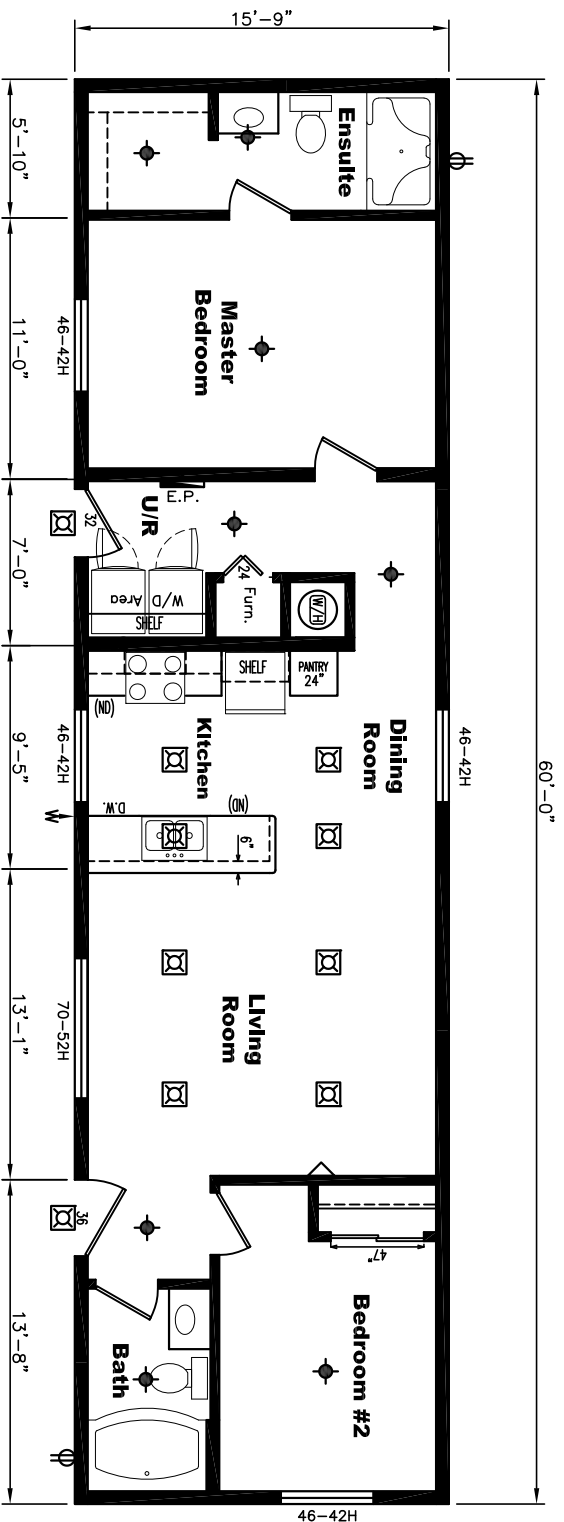 15'-9"
60'-0"
5'-10"
11'-0"
7'-0"
9'-5"
13'-1"
13'-8"
Ensuite
Master
Bedroom
46-42H
E.P.
U/R
32
W/D
Area
SHELF
24
Furn.
W/H
SHELF
PANTRY
24"
(ND)
Kitchen
Dining
Room
46-42H
46-42H
D.W.
(ND)
6"
W
Living
Room
70-52H
36
47"
Bedroom #2
Bath
46-42H